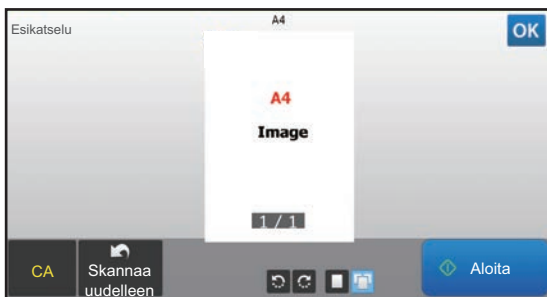 Esikatselu
A4
OK
A4
Image
1 / 1
CA
Skannaa
uudelleen
Aloita